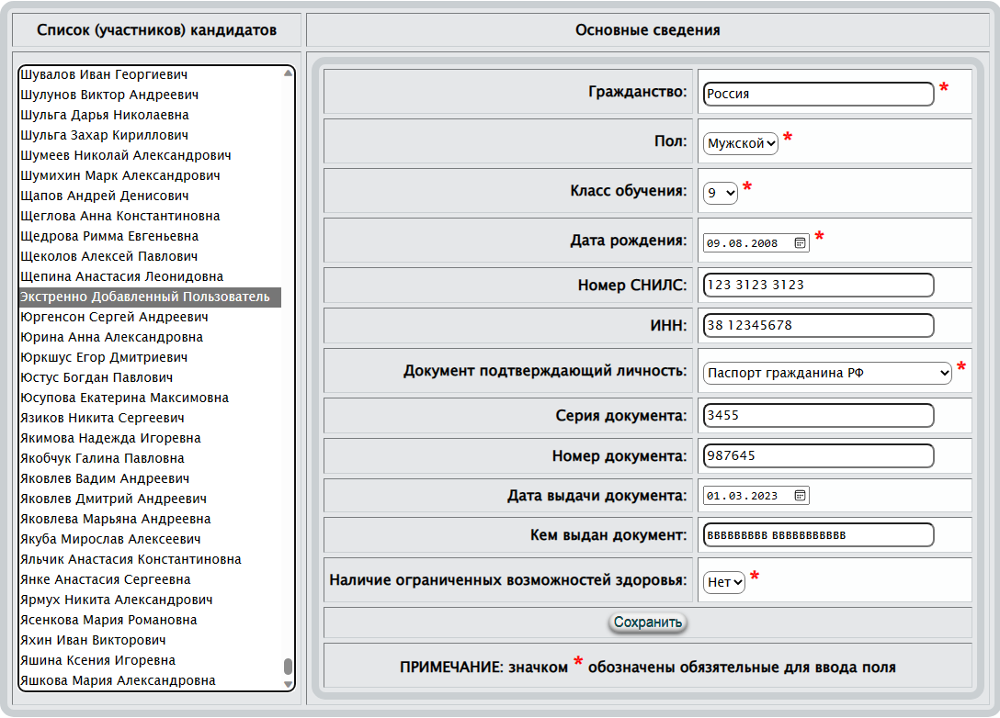 Список (участников) кандидатов
Шувалов Иван Георгиевич
Шулунов Виктор Андреевич
Шульга Дарья Николаевна
Шульга Захар Кириллович
Шумеев Николай Александрович
Шумихин Марк Александрович
Щапов Андрей Денисович
Щеглова Анна Константиновна
Щедрова Римма Евгеньевна
Щеколов Алексей Павлович
Щепина Анастасия Леонидовна
Экстренно Добавленный Пользователь
Юргенсон Сергей Андреевич
Юрина Анна Александровна
Юркшус Егор Дмитриевич
Юстус Богдан Павлович
Юсупова Екатерина Максимовна
Язиков Никита Сергеевич
Якимова Надежда Игоревна
Якобчук Галина Павловна
Яковлев Вадим Андреевич
Яковлев Дмитрий Андреевич
Яковлева Марьяна Андреевна
Якуба Мирослав Алексеевич
Яльчик Анастасия Константиновна
Янке Анастасия Сергеевна
Ярмух Никита Александрович
Ясенкова Мария Романовна
Яхин Иван Викторович
Яшина Ксения Игоревна
Яшкова Мария Александровна
Основные сведения
Гражданство: Россия *
Пол: Мужской *
Класс обучения: 9 *
Дата рождения: 09.08.2008 *
Номер СНИЛС: 123 3123 3123
ИНН: 38 12345678
Документ подтверждающий личность: Паспорт гражданина РФ *
Серия документа: 3455
Номер документа: 987645
Дата выдачи документа: 01.03.2023
Кем выдан документ: ввввввввв ввввввввввв
Наличие ограниченных возможностей здоровья: Нет *
Сохранить
ПРИМЕЧАНИЕ: значком * обозначены обязятельные для ввода поля